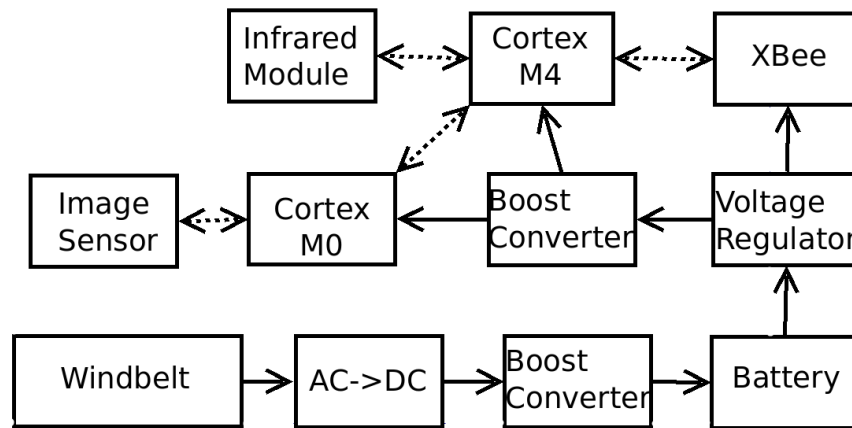 Infrared
Module
Cortex
M4
XBee
Image
Sensor
Cortex
M0
Boost
Converter
Voltage
Regulator
Windbelt
AC->DC
Boost
Converter
Battery